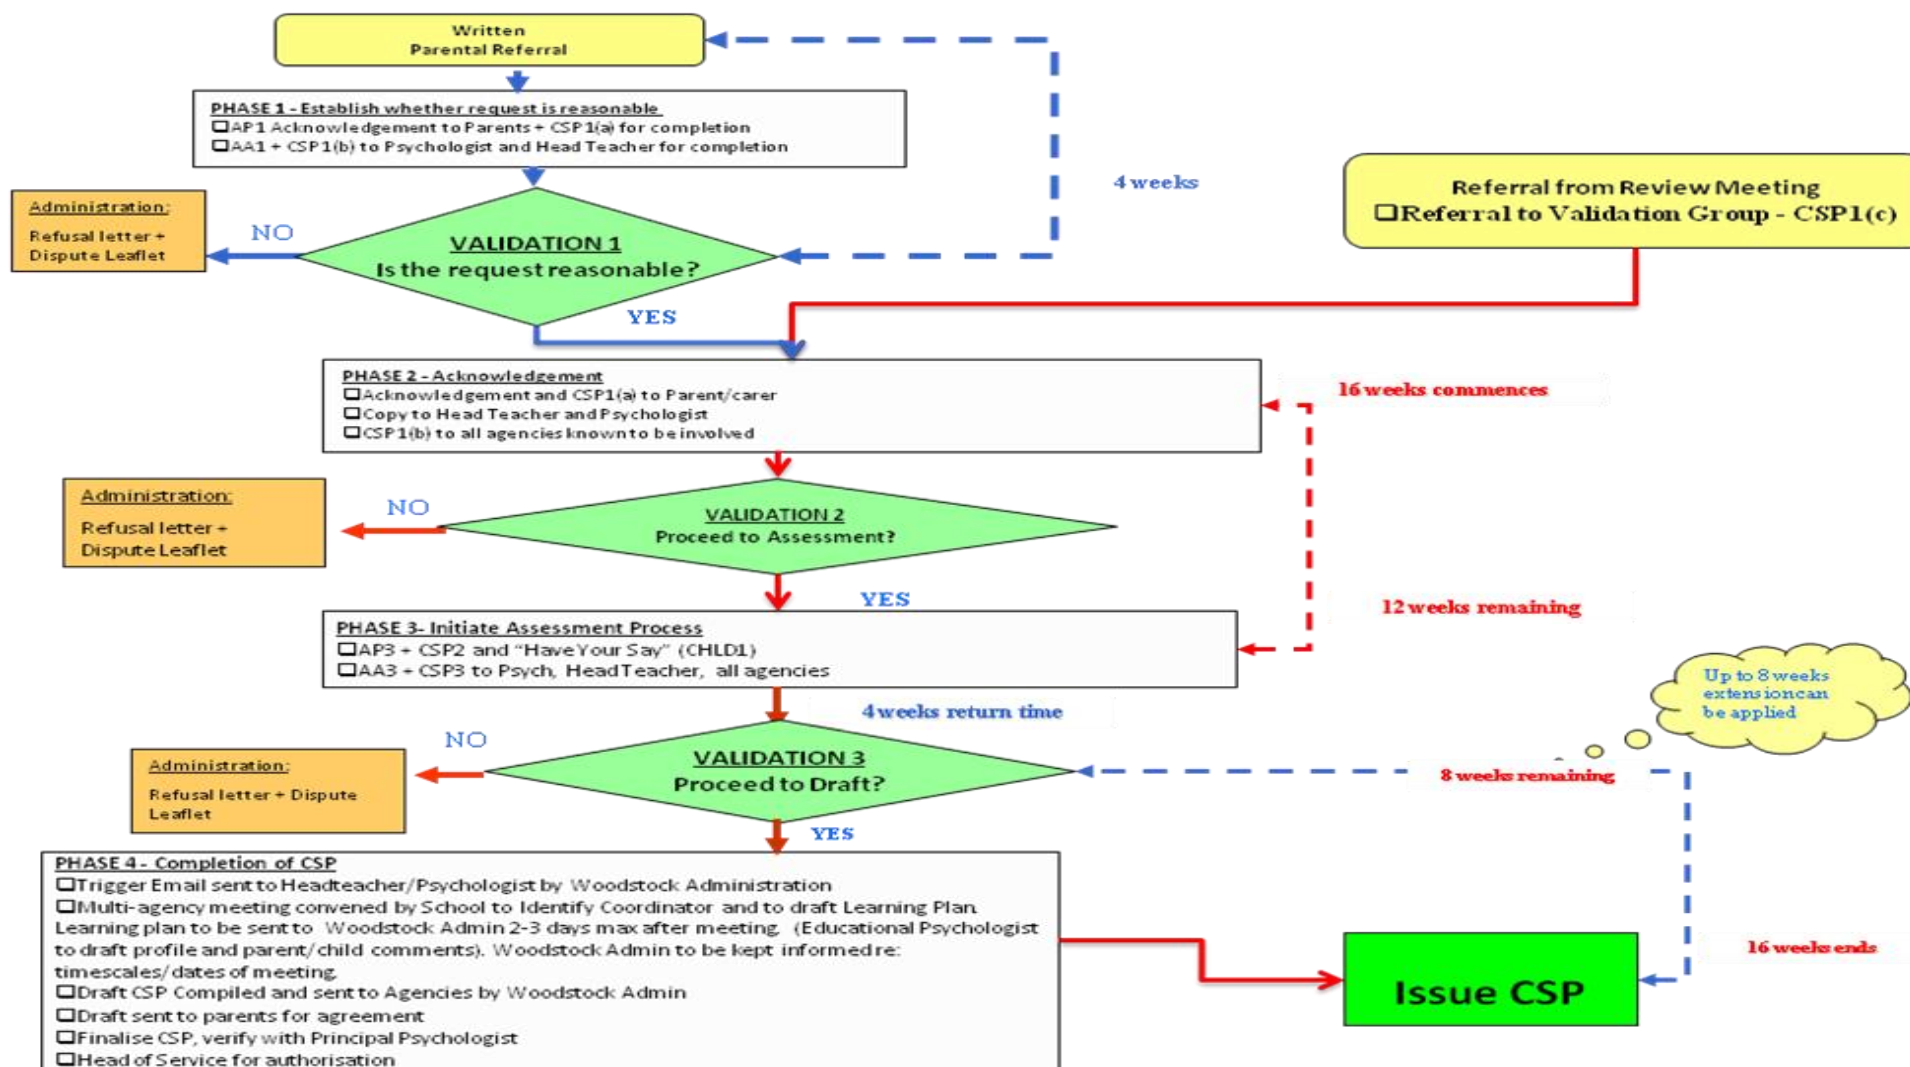 Written
Parental Referral
PHASE 1 - Establish whether request is reasonable
❑AP1 Acknowledgement to Parents + CSP1(a) for completion
❑AA1 + CSP1(b) to Psychologist and Head Teacher for completion
4 weeks
Referral from Review Meeting
❑Referral to Validation Group - CSP1(c)
Administration:
Refusal letter +
Dispute Leaflet
NO
VALIDATION 1
Is the request reasonable?
YES
PHASE 2 - Acknowledgement
❑Acknowledgement and CSP1(a) to Parent/carer
❑Copy to Head Teacher and Psychologist
❑CSP1(b) to all agencies known to be involved
16 weeks commences
Administration:
Refusal letter +
Dispute Leaflet
NO
VALIDATION 2
Proceed to Assessment?
YES
12 weeks remaining
PHASE 3- Initiate Assessment Process
❑AP3 + CSP2 and “Have Your Say” (CHLD1)
❑AA3 + CSP3 to Psych, Head Teacher, all agencies
4 weeks return time
Up to 8 weeks
extension can
be applied
Administration:
Refusal letter + Dispute
Leaflet
NO
VALIDATION 3
Proceed to Draft?
8 weeks remaining
YES
PHASE 4 - Completion of CSP
❑Trigger Email sent to Headteacher/Psychologist by Woodstock Administration
❑Multi-agency meeting convened by School to Identify Coordinator and to draft Learning Plan.
Learning plan to be sent to Woodstock Admin 2-3 days max after meeting. (Educational Psychologist
to draft profile and parent/child comments). Woodstock Admin to be kept informed re:
timescales/dates of meeting.
❑Draft CSP Compiled and sent to Agencies by Woodstock Admin
❑Draft sent to parents for agreement
❑Finalise CSP, verify with Principal Psychologist
❑Head of Service for authorisation
16 weeks ends
Issue CSP